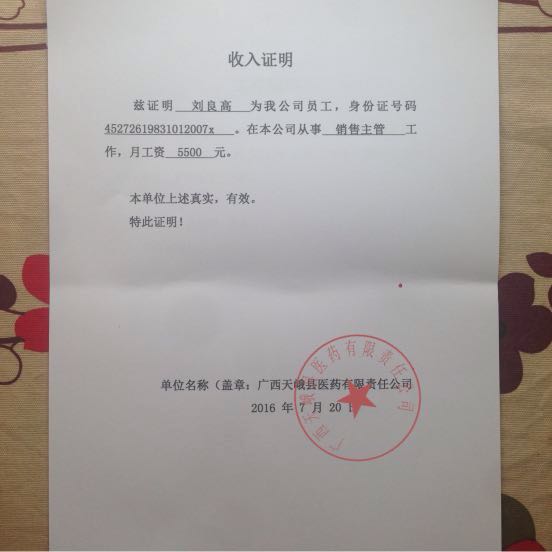 收入证明
兹证明 刘良高 为我公司员工，身份证号码
45272619831012007x 。在本公司从事 销售主管 工
作，月工资 5500 元。
本单位上述真实，有效。
特此证明！
单位名称（盖章：广西天峨县医药有限责任公司
2016 年 7 月 20 日
广西天峨县医药有限责任公司